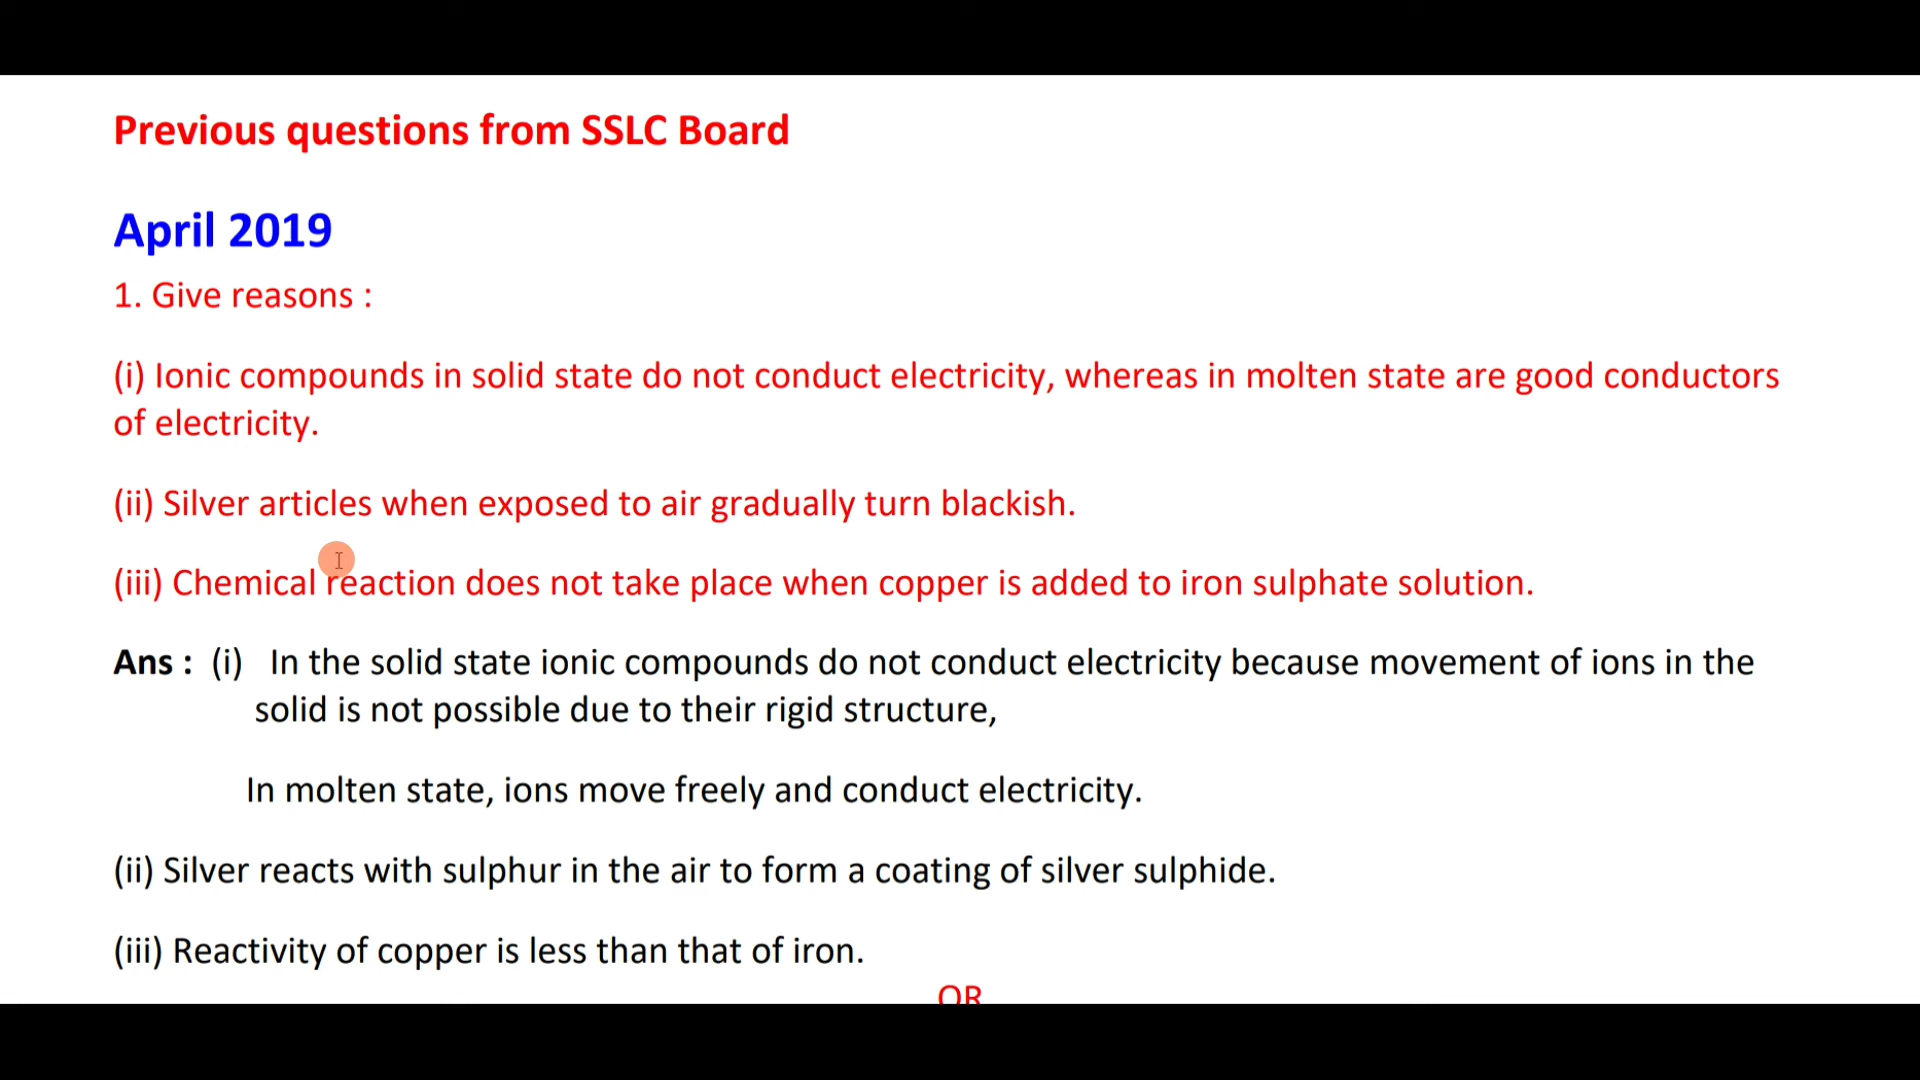 Previous questions from SSLC Board
April 2019
1. Give reasons :
(i) Ionic compounds in solid state do not conduct electricity, whereas in molten state are good conductors
of electricity.
(ii) Silver articles when exposed to air gradually turn blackish.
(iii) Chemical reaction does not take place when copper is added to iron sulphate solution.
Ans : (i) In the solid state ionic compounds do not conduct electricity because movement of ions in the
solid is not possible due to their rigid structure,
In molten state, ions move freely and conduct electricity.
(ii) Silver reacts with sulphur in the air to form a coating of silver sulphide.
(iii) Reactivity of copper is less than that of iron.
OR